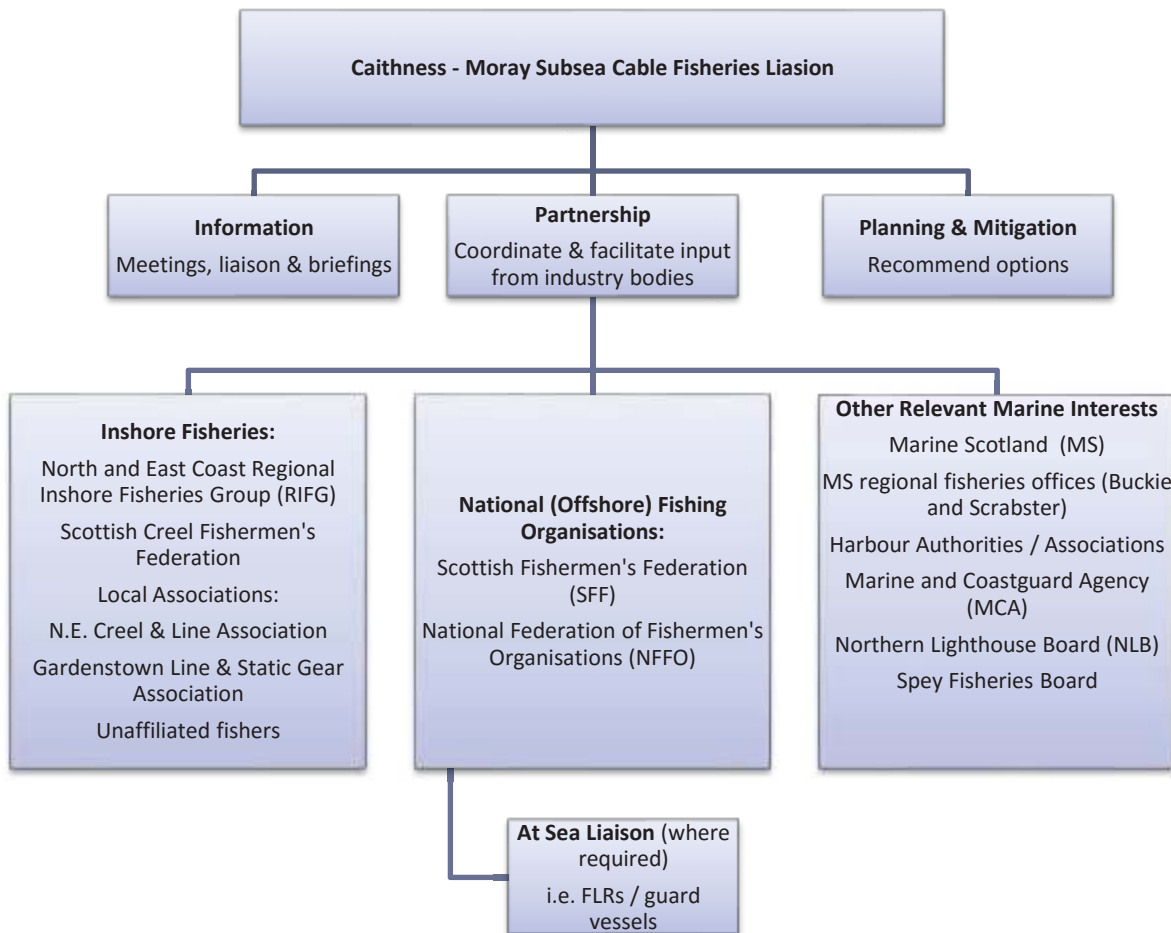 Caithness - Moray Subsea Cable Fisheries Liasion
Information
Meetings, liaison & briefings
Partnership
Coordinate & facilitate input
from industry bodies
Planning & Mitigation
Recommend options
Inshore Fisheries:
North and East Coast Regional
Inshore Fisheries Group (RIFG)
Scottish Creel Fishermen's
Federation
Local Associations:
N.E. Creel & Line Association
Gardenstown Line & Static Gear
Association
Unaffiliated fishers
National (Offshore) Fishing
Organisations:
Scottish Fishermen's Federation
(SFF)
National Federation of Fishermen's
Organisations (NFFO)
Other Relevant Marine Interests
Marine Scotland (MS)
MS regional fisheries offices (Buckie
and Scrabster)
Harbour Authorities / Associations
Marine and Coastguard Agency
(MCA)
Northern Lighthouse Board (NLB)
Spey Fisheries Board
At Sea Liaison (where
required)
i.e. FLRs / guard
vessels